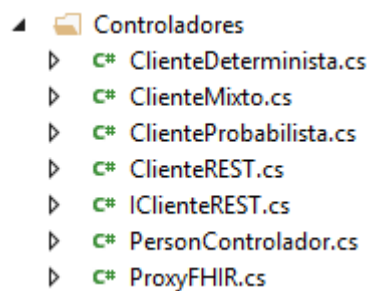 Controladores
C# ClienteDeterminista.cs
C# ClienteMixto.cs
C# ClienteProbabilista.cs
C# ClienteREST.cs
C# IClienteREST.cs
C# PersonControlador.cs
C# ProxyFHIR.cs